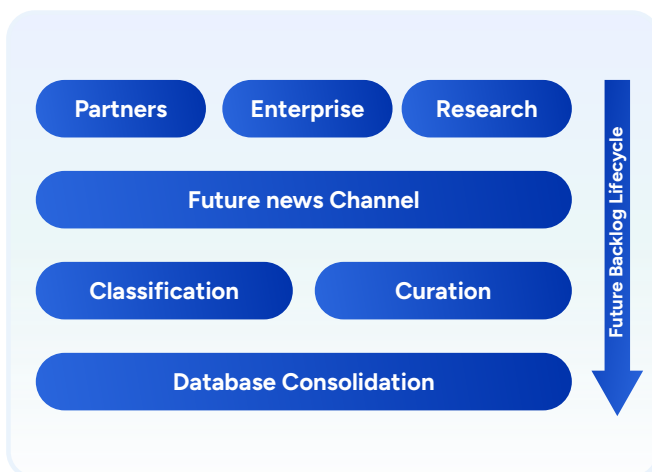 Partners
Enterprise
Research
Future news Channel
Classification
Curation
Database Consolidation
Future Backlog Lifecycle